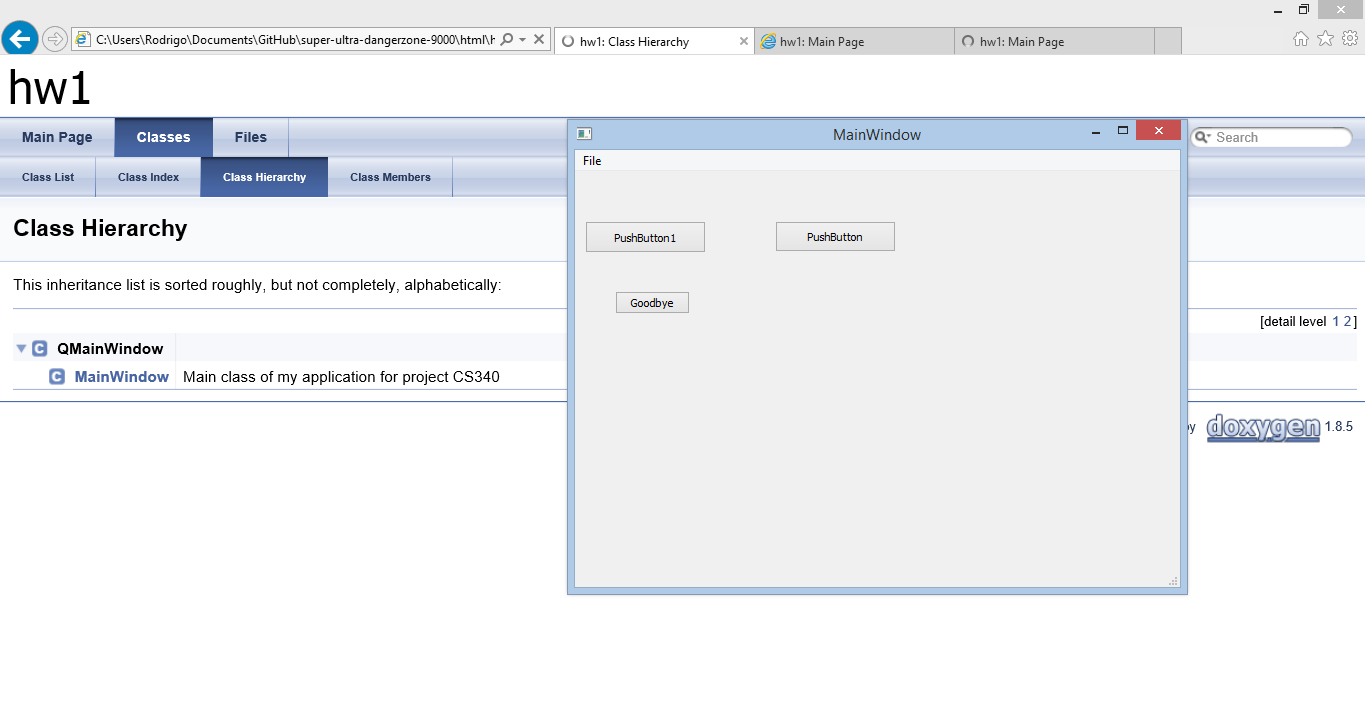 C:\Users\Rodrigo\Documents\GitHub\super-ultra-dangerzone-9000\html\h
hw1: Class Hierarchy
hw1: Main Page
hw1: Main Page
hw1
Main Page
Classes
Files
Search
Class List
Class Index
Class Hierarchy
Class Members
Class Hierarchy
This inheritance list is sorted roughly, but not completely, alphabetically:
[detail level 1 2]
C QMainWindow
C MainWindow Main class of my application for project CS340
by doxygen 1.8.5
MainWindow
File
PushButton1
PushButton
Goodbye